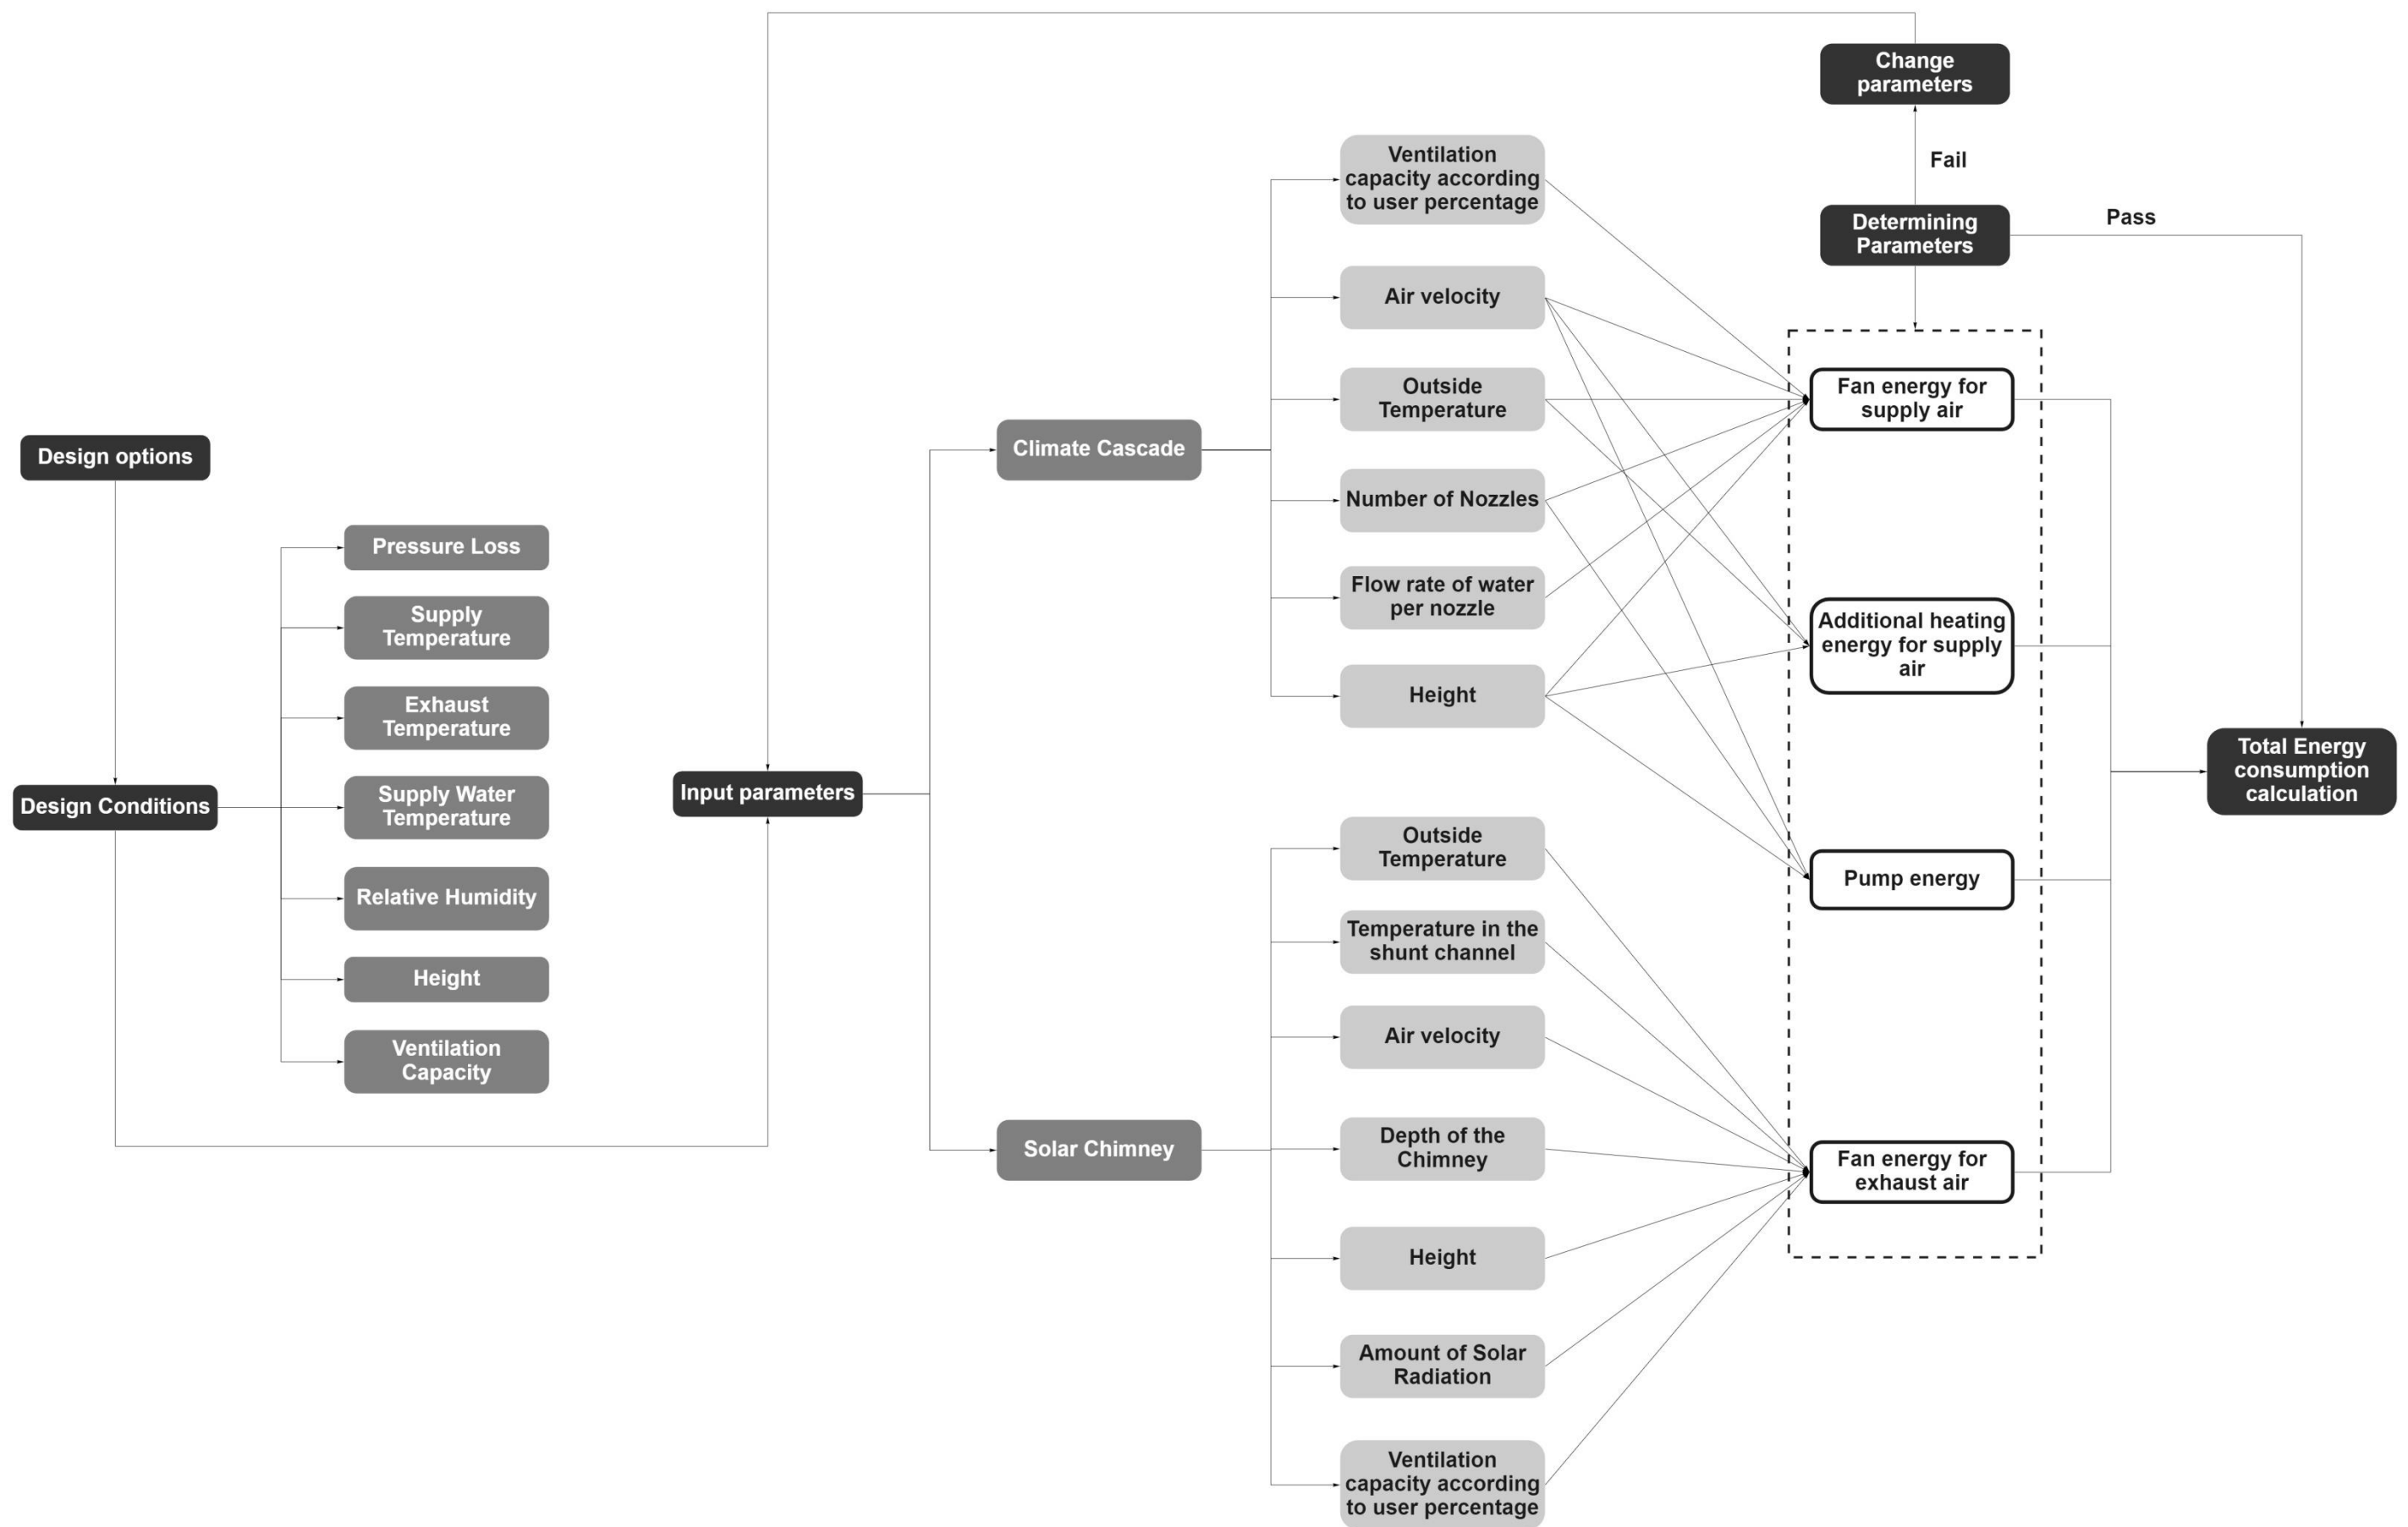 Design options
Design Conditions
Pressure Loss
Supply
Temperature
Exhaust
Temperature
Supply Water
Temperature
Relative Humidity
Height
Ventilation
Capacity
Input parameters
Climate Cascade
Solar Chimney
Ventilation
capacity according
to user percentage
Air velocity
Outside
Temperature
Number of Nozzles
Flow rate of water
per nozzle
Height
Outside
Temperature
Temperature in the
shunt channel
Air velocity
Depth of the
Chimney
Height
Amount of Solar
Radiation
Ventilation
capacity according
to user percentage
Change
parameters
Fail
Determining
Parameters
Pass
Fan energy for
supply air
Additional heating
energy for supply
air
Pump energy
Fan energy for
exhaust air
Total Energy
consumption
calculation